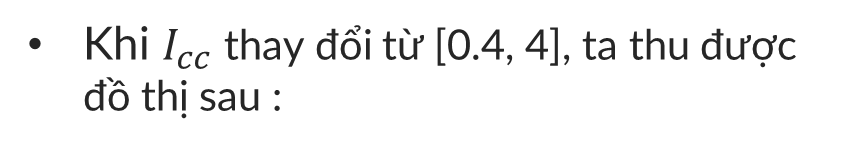 • Khi I_cc thay đổi từ [0.4, 4], ta thu được
đồ thị sau :